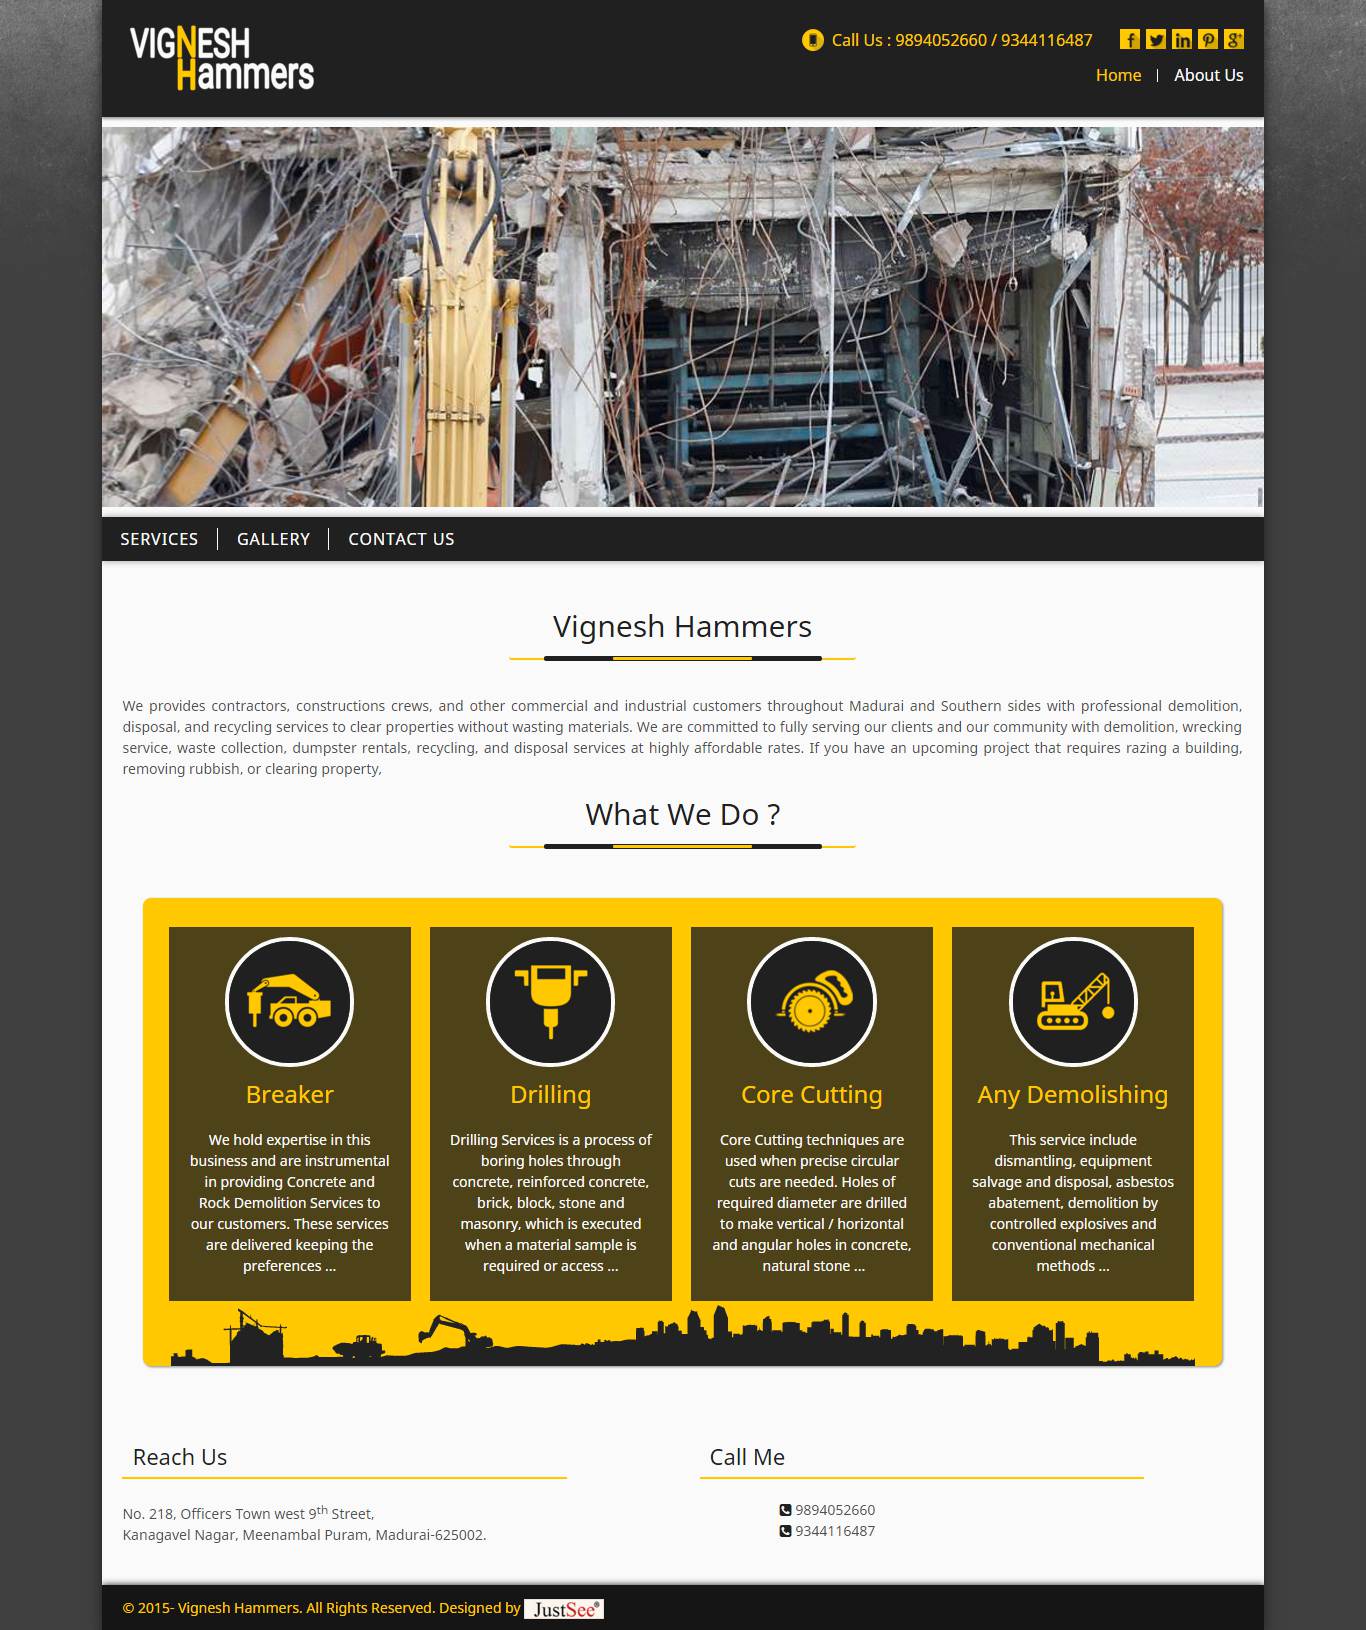 VIGNESH
Hammers
Call Us : 9894052660 / 9344116487
Home
About Us
SERVICES
GALLERY
CONTACT US
Vignesh Hammers
We provides contractors, constructions crews, and other commercial and industrial customers throughout Madurai and Southern sides with professional demolition,
disposal, and recycling services to clear properties without wasting materials. We are committed to fully serving our clients and our community with demolition, wrecking
service, waste collection, dumpster rentals, recycling, and disposal services at highly affordable rates. If you have an upcoming project that requires razing a building,
removing rubbish, or clearing property,
What We Do ?
Breaker
We hold expertise in this
business and are instrumental
in providing Concrete and
Rock Demolition Services to
our customers. These services
are delivered keeping the
preferences ...
Drilling
Drilling Services is a process of
boring holes through
concrete, reinforced concrete,
brick, block, stone and
masonry, which is executed
when a material sample is
required or access ...
Core Cutting
Core Cutting techniques are
used when precise circular
cuts are needed. Holes of
required diameter are drilled
to make vertical / horizontal
and angular holes in concrete,
natural stone ...
Any Demolishing
This service include
dismantling, equipment
salvage and disposal, asbestos
abatement, demolition by
controlled explosives and
conventional mechanical
methods ...
Reach Us
No. 218, Officers Town west 9th Street,
Kanagavel Nagar, Meenambal Puram, Madurai-625002.
Call Me
9894052660
9344116487
© 2015- Vignesh Hammers. All Rights Reserved. Designed by JustSee®